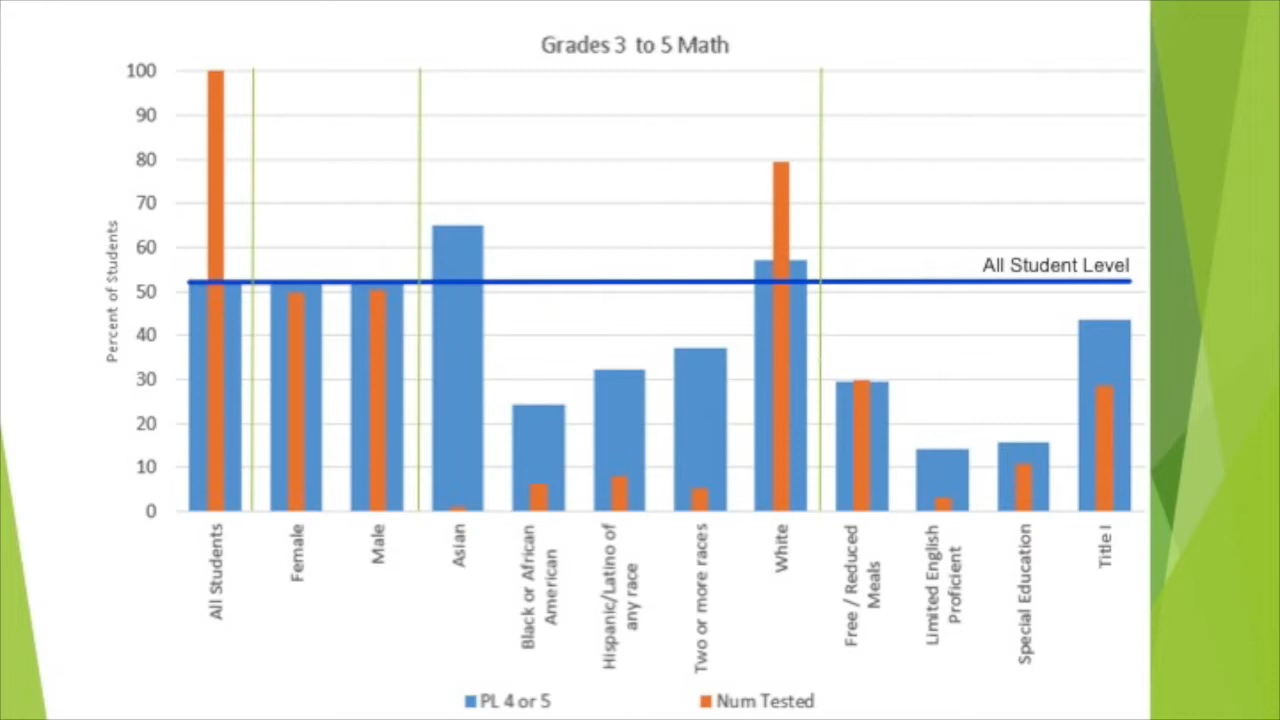 Grades 3 to 5 Math
Percent of Students
100
90
80
70
60
50
40
30
20
10
0
All Student Level
All Students
Female
Male
Asian
Black or African
American
Hispanic/Latino of
any race
Two or more races
White
Free / Reduced
Meals
Limited English
Proficient
Special Education
Title I
PL 4 or 5
Num Tested